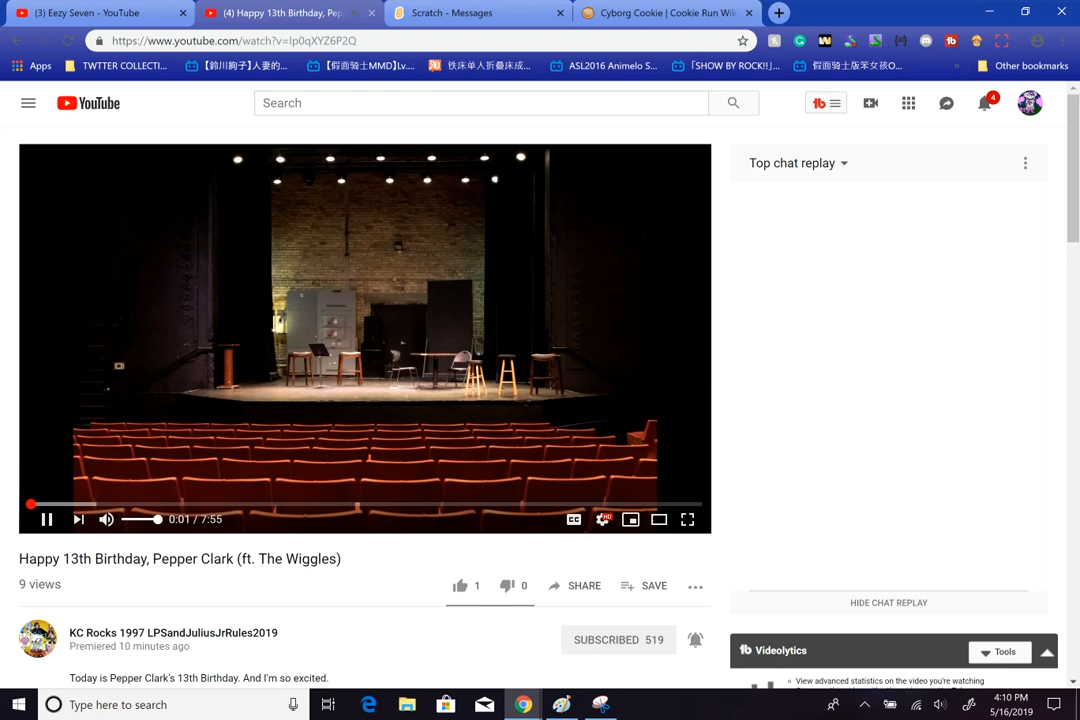 (3) Eezy Seven - YouTube
(4) Happy 13th Birthday, Pep
Scratch - Messages
Cyborg Cookie | Cookie Run Wik
https://www.youtube.com/watch?v=Ip0qXYZ6P2Q
Apps
TWTTER COLLECTI...
【鈴川絢子】人妻的...
【假面骑士MMD】Lv....
铁床单人折叠床成...
ASL2016 Animelo S...
「SHOW BY ROCK!!」...
假面骑士版笨女孩O...
»
Other bookmarks
YouTube
Search
4
Top chat replay
0:01 / 7:55
CC
HD
Happy 13th Birthday, Pepper Clark (ft. The Wiggles)
9 views
1
0
SHARE
SAVE
HIDE CHAT REPLAY
KC Rocks 1997 LPSandJuliusJrRules2019
Premiered 10 minutes ago
SUBSCRIBED 519
Today is Pepper Clark's 13th Birthday. And I'm so excited.
Videolytics
Tools
View advanced statistics on the video you're watching
Type here to search
4:10 PM
5/16/2019